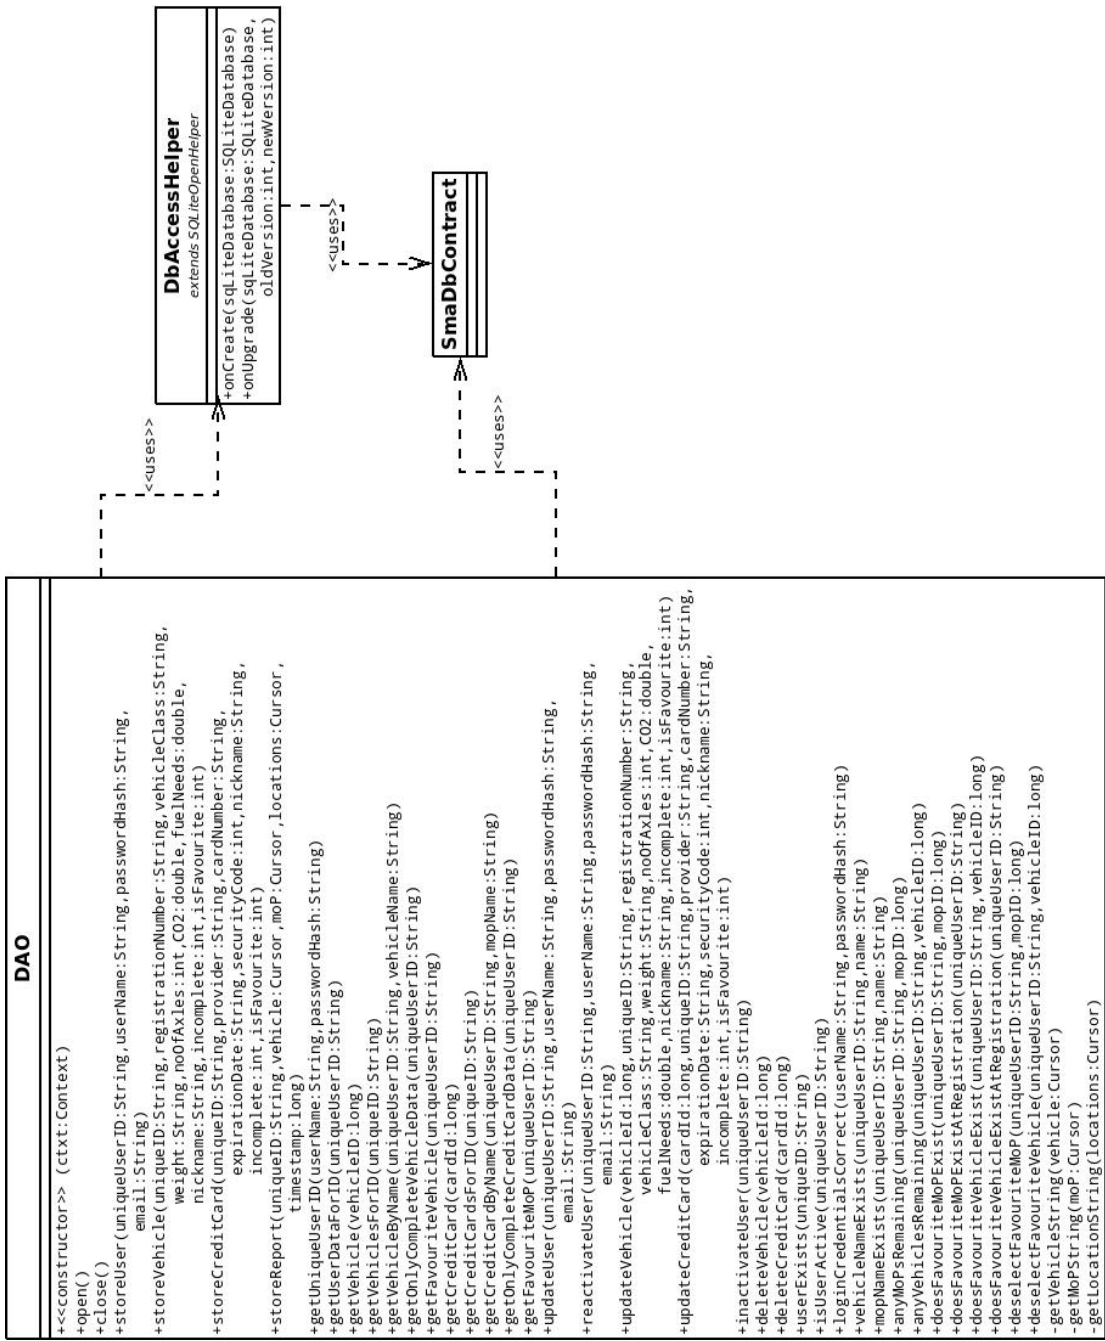 DAO
+<<constructor>> (ctxt:Context)
+open()
+close()
+storeUser(uniqueUserID:String,userName:String,passwordHash:String,
email:String)
+storeVehicle(uniqueID:String,registrationNumber:String,vehicleClass:String,
weight:String,noOfAxles:int,CO2:double,fuelNeeds:double,
nickname:String,incomplete:int,isFavourite:int)
+storeCreditCard(uniqueID:String,provider:String,cardNumber:String,
expirationDate:String,securityCode:int,nickname:String,
incomplete:int,isFavourite:int)
+storeReport(uniqueID:String,vehicle:Cursor,moP:Cursor,locations:Cursor,
timestamp:long)
+getUniqueUserID(userName:String,passwordHash:String)
+getUserDataForID(uniqueUserID:String)
+getVehicle(vehicleID:long)
+getVehiclesForID(uniqueID:String)
+getVehicleByName(uniqueUserID:String,vehicleName:String)
+getOnlyCompleteVehicleData(uniqueUserID:String)
+getFavouriteVehicle(uniqueUserID:String)
+getCreditCard(cardId:long)
+getCreditCardsForID(uniqueID:String)
+getCreditCardByName(uniqueUserID:String,mopName:String)
+getOnlyCompleteCreditCardData(uniqueUserID:String)
+getFavouriteMoP(uniqueUserID:String)
+updateUser(uniqueUserID:String,userName:String,passwordHash:String,
email:String)
+reactivateUser(uniqueUserID:String,userName:String,passwordHash:String,
email:String)
+updateVehicle(vehicleId:long,uniqueID:String,registrationNumber:String,
vehicleClass:String,weight:String,noOfAxles:int,CO2:double,
fuelNeeds:double,nickname:String,incomplete:int,isFavourite:int)
+updateCreditCard(cardId:long,uniqueID:String,provider:String,cardNumber:String,
expirationDate:String,securityCode:int,nickname:String,
incomplete:int,isFavourite:int)
+inactivateUser(uniqueUserID:String)
+deleteVehicle(vehicleId:long)
+deleteCreditCard(cardId:long)
+userExists(uniqueID:String)
+isUserActive(uniqueUserID:String)
+loginCredentialsCorrect(userName:String,passwordHash:String)
+vehicleNameExists(uniqueUserID:String,name:String)
+mopNameExists(uniqueUserID:String,name:String)
+anyMoPsRemaining(uniqueUserID:String,mopID:long)
+anyVehiclesRemaining(uniqueUserID:String,vehicleID:long)
+doesFavouriteMoPExist(uniqueUserID:String,mopID:long)
+doesFavouriteMoPExistAtRegistration(uniqueUserID:String)
+doesFavouriteVehicleExist(uniqueUserID:String,vehicleID:long)
+doesFavouriteVehicleExistAtRegistration(uniqueUserID:String)
+deselectFavouriteMoP(uniqueUserID:String,mopID:long)
+deselectFavouriteVehicle(uniqueUserID:String,vehicleID:long)
-getVehicleString(vehicle:Cursor)
-getMoPString(moP:Cursor)
-getLocationString(locations:Cursor)
<<uses>>
<<uses>>
DbAccessHelper
extends SQLiteOpenHelper
+onCreate(sqLiteDatabase:SQLiteDatabase)
+onUpgrade(sqLiteDatabase:SQLiteDatabase,
oldVersion:int,newVersion:int)
<<uses>>
SmaDbContract